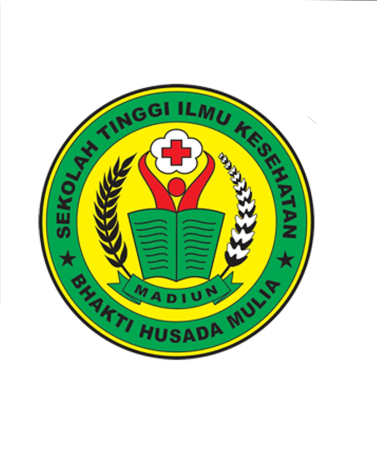 SEKOLAH TINGGI ILMU KESEHATAN
MADIUN
BHAKTI HUSADA MULIA